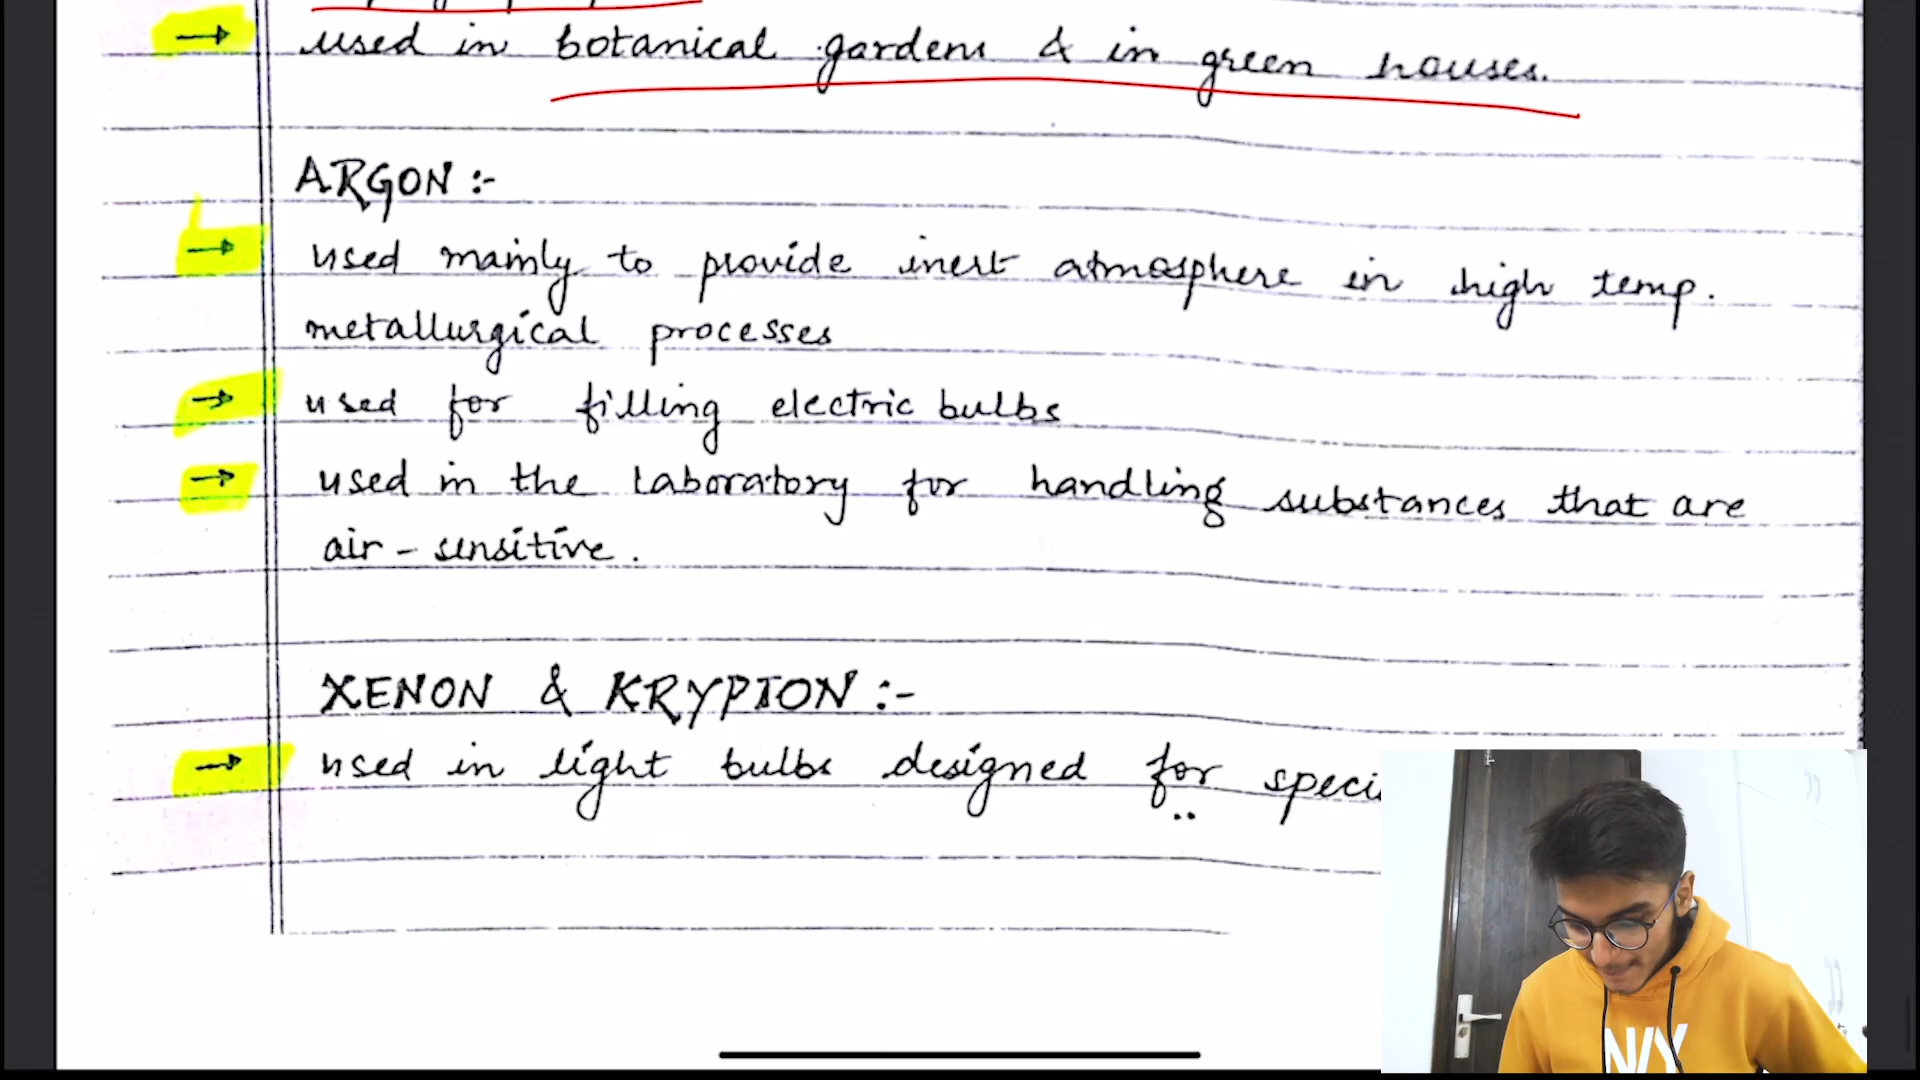 used in botanical gardens & in green houses.
ARGON :-
→ used mainly to provide inert atmosphere in high temp.
metallurgical processes
→ used for filling electric bulbs
→ used in the laboratory for handling substances that are
air-sensitive.
XENON & KRYPTON :-
→ used in light bulbs designed for
N/Y